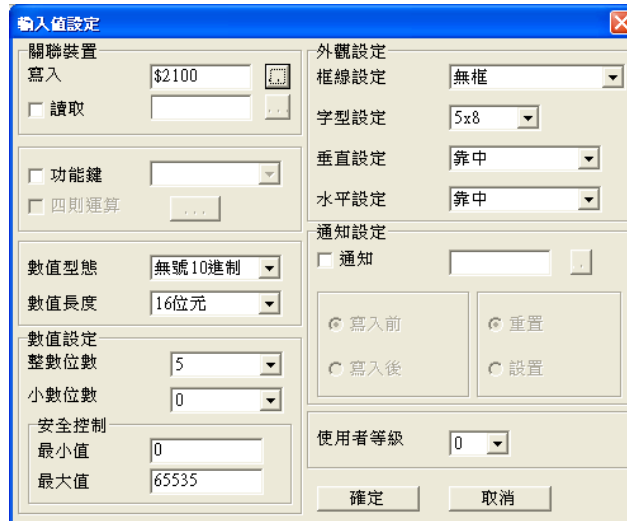 輸入值設定
關聯裝置
寫入 $2100 ...
讀取 ...
功能鍵
四則運算 ...
數值型態 無號10進制
數值長度 16位元
數值設定
整數位數 5
小數位數 0
安全控制
最小值 0
最大值 65535
外觀設定
框線設定 無框
字型設定 5x8
垂直設定 靠中
水平設定 靠中
通知設定
通知 .
寫入前 重置
寫入後 設置
使用者等級 0
確定 取消